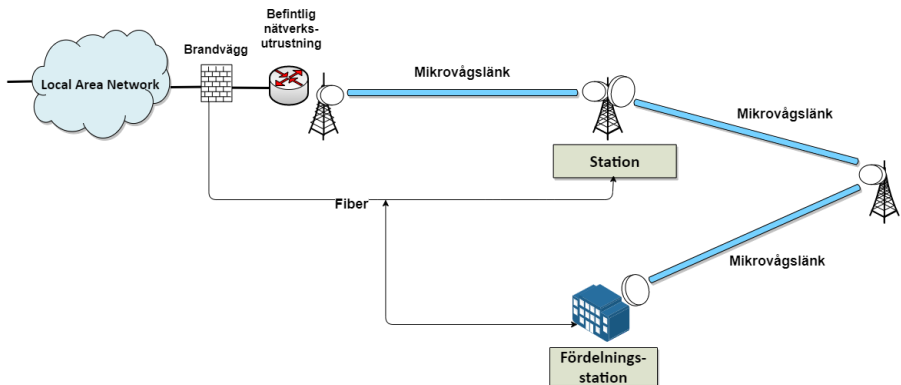 Befintlig
nätverks-
utrustning
Brandvägg
Local Area Network
Mikrovågslänk
Mikrovågslänk
Station
Fiber
Mikrovågslänk
Fördelnings-
station